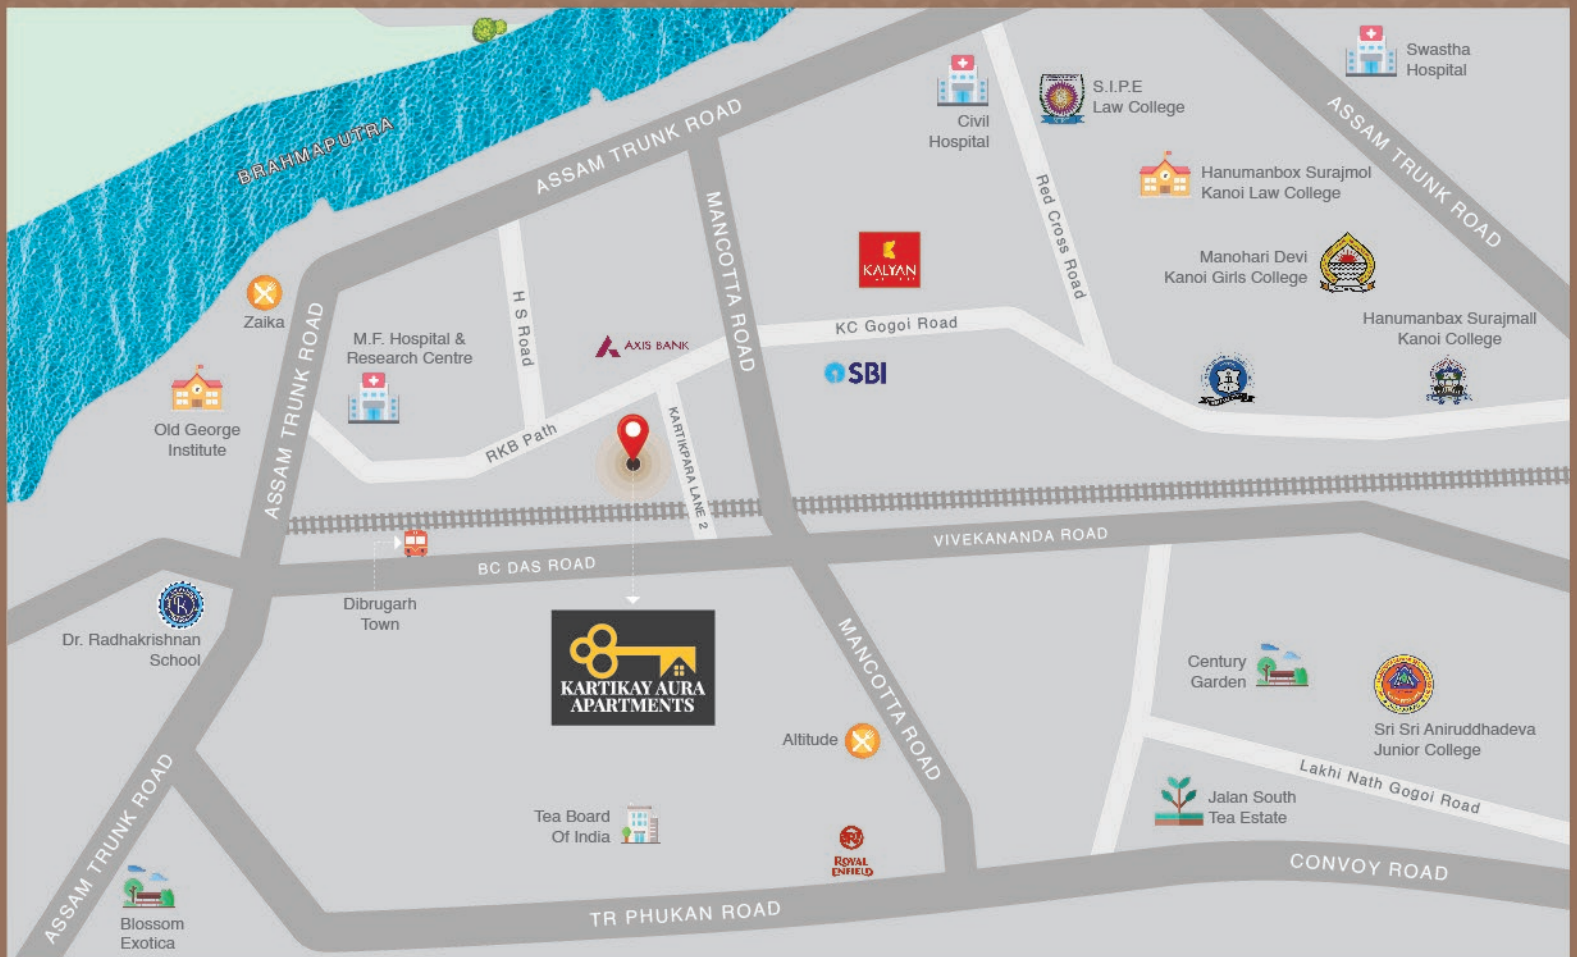 Swastha
Hospital
S.I.P.E
Law College
Civil
Hospital
ASSAM TRUNK ROAD
ASSAM TRUNK ROAD
BRAHMAPUTRA
Hanumanbox Surajmol
Kanoi Law College
MANCOTTA ROAD
Red Cross Road
KALYAN
Manohari Devi
Kanoi Girls College
Zaika
H S Road
KC Gogoi Road
Hanumanbax Surajmall
Kanoi College
M.F. Hospital &
Research Centre
AXIS BANK
SBI
ASSAM TRUNK ROAD
Old George
Institute
RKB Path
KARTIKPARA LANE 2
VIVEKANANDA ROAD
BC DAS ROAD
Dibrugarh
Town
Dr. Radhakrishnan
School
KARTIKAY AURA
APARTMENTS
MANCOTTA ROAD
Century
Garden
Sri Sri Aniruddhadeva
Junior College
Altitude
Lakhi Nath Gogoi Road
Jalan South
Tea Estate
Tea Board
Of India
ROYAL
ENFIELD
ASSAM TRUNK ROAD
CONVOY ROAD
TR PHUKAN ROAD
Blossom
Exotica